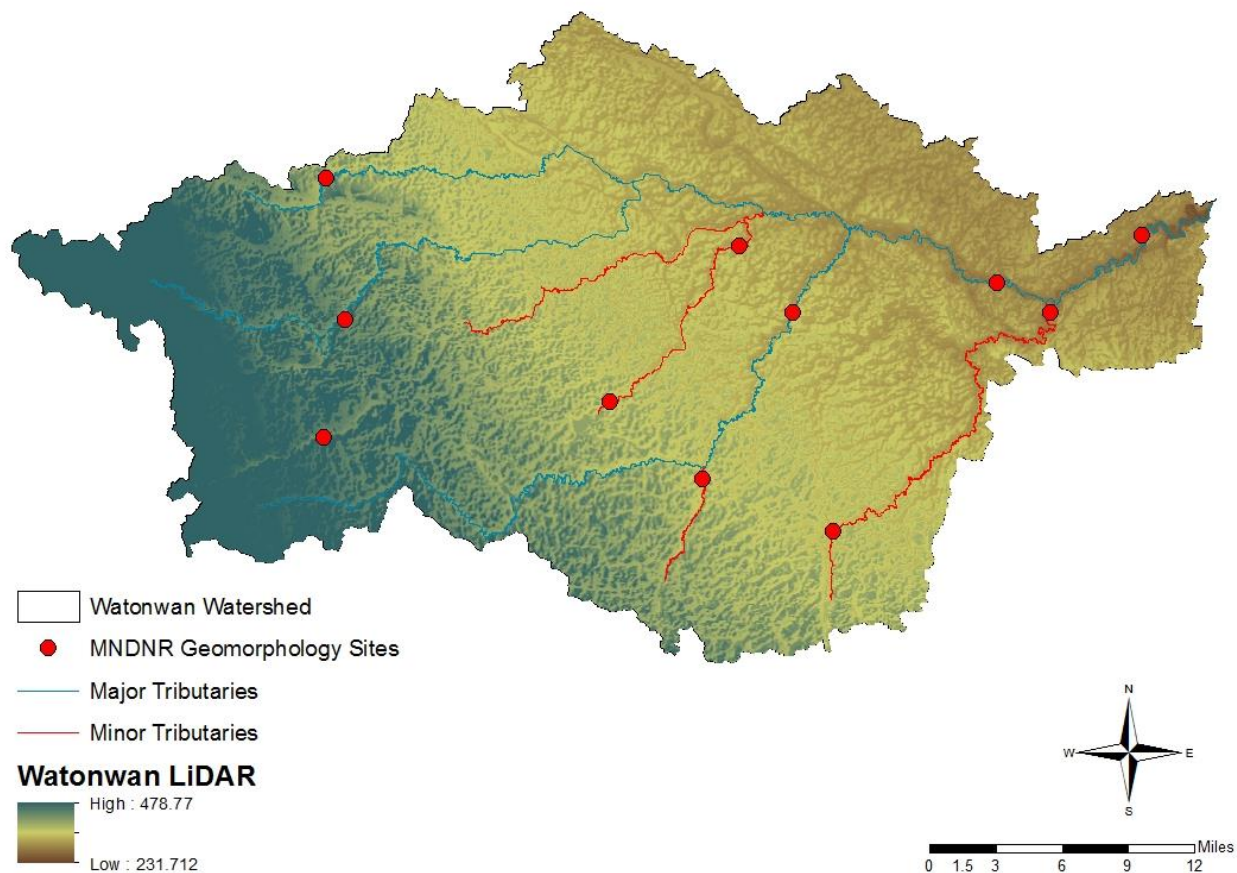 Watonwan Watershed
MNDNR Geomorphology Sites
Major Tributaries
Minor Tributaries
Watonwan LiDAR
High : 478.77
Low : 231.712
N
W E
S
Miles
0 1.5 3 6 9 12